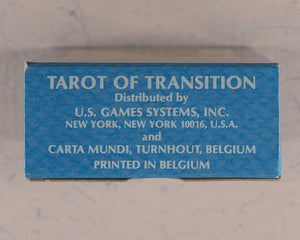 TAROT OF TRANSITION
Distributed by
U.S. GAMES SYSTEMS, INC.
NEW YORK, NEW YORK 10016, U.S.A.
and
CARTA MUNDI, TURNHOUT, BELGIUM
PRINTED IN BELGIUM